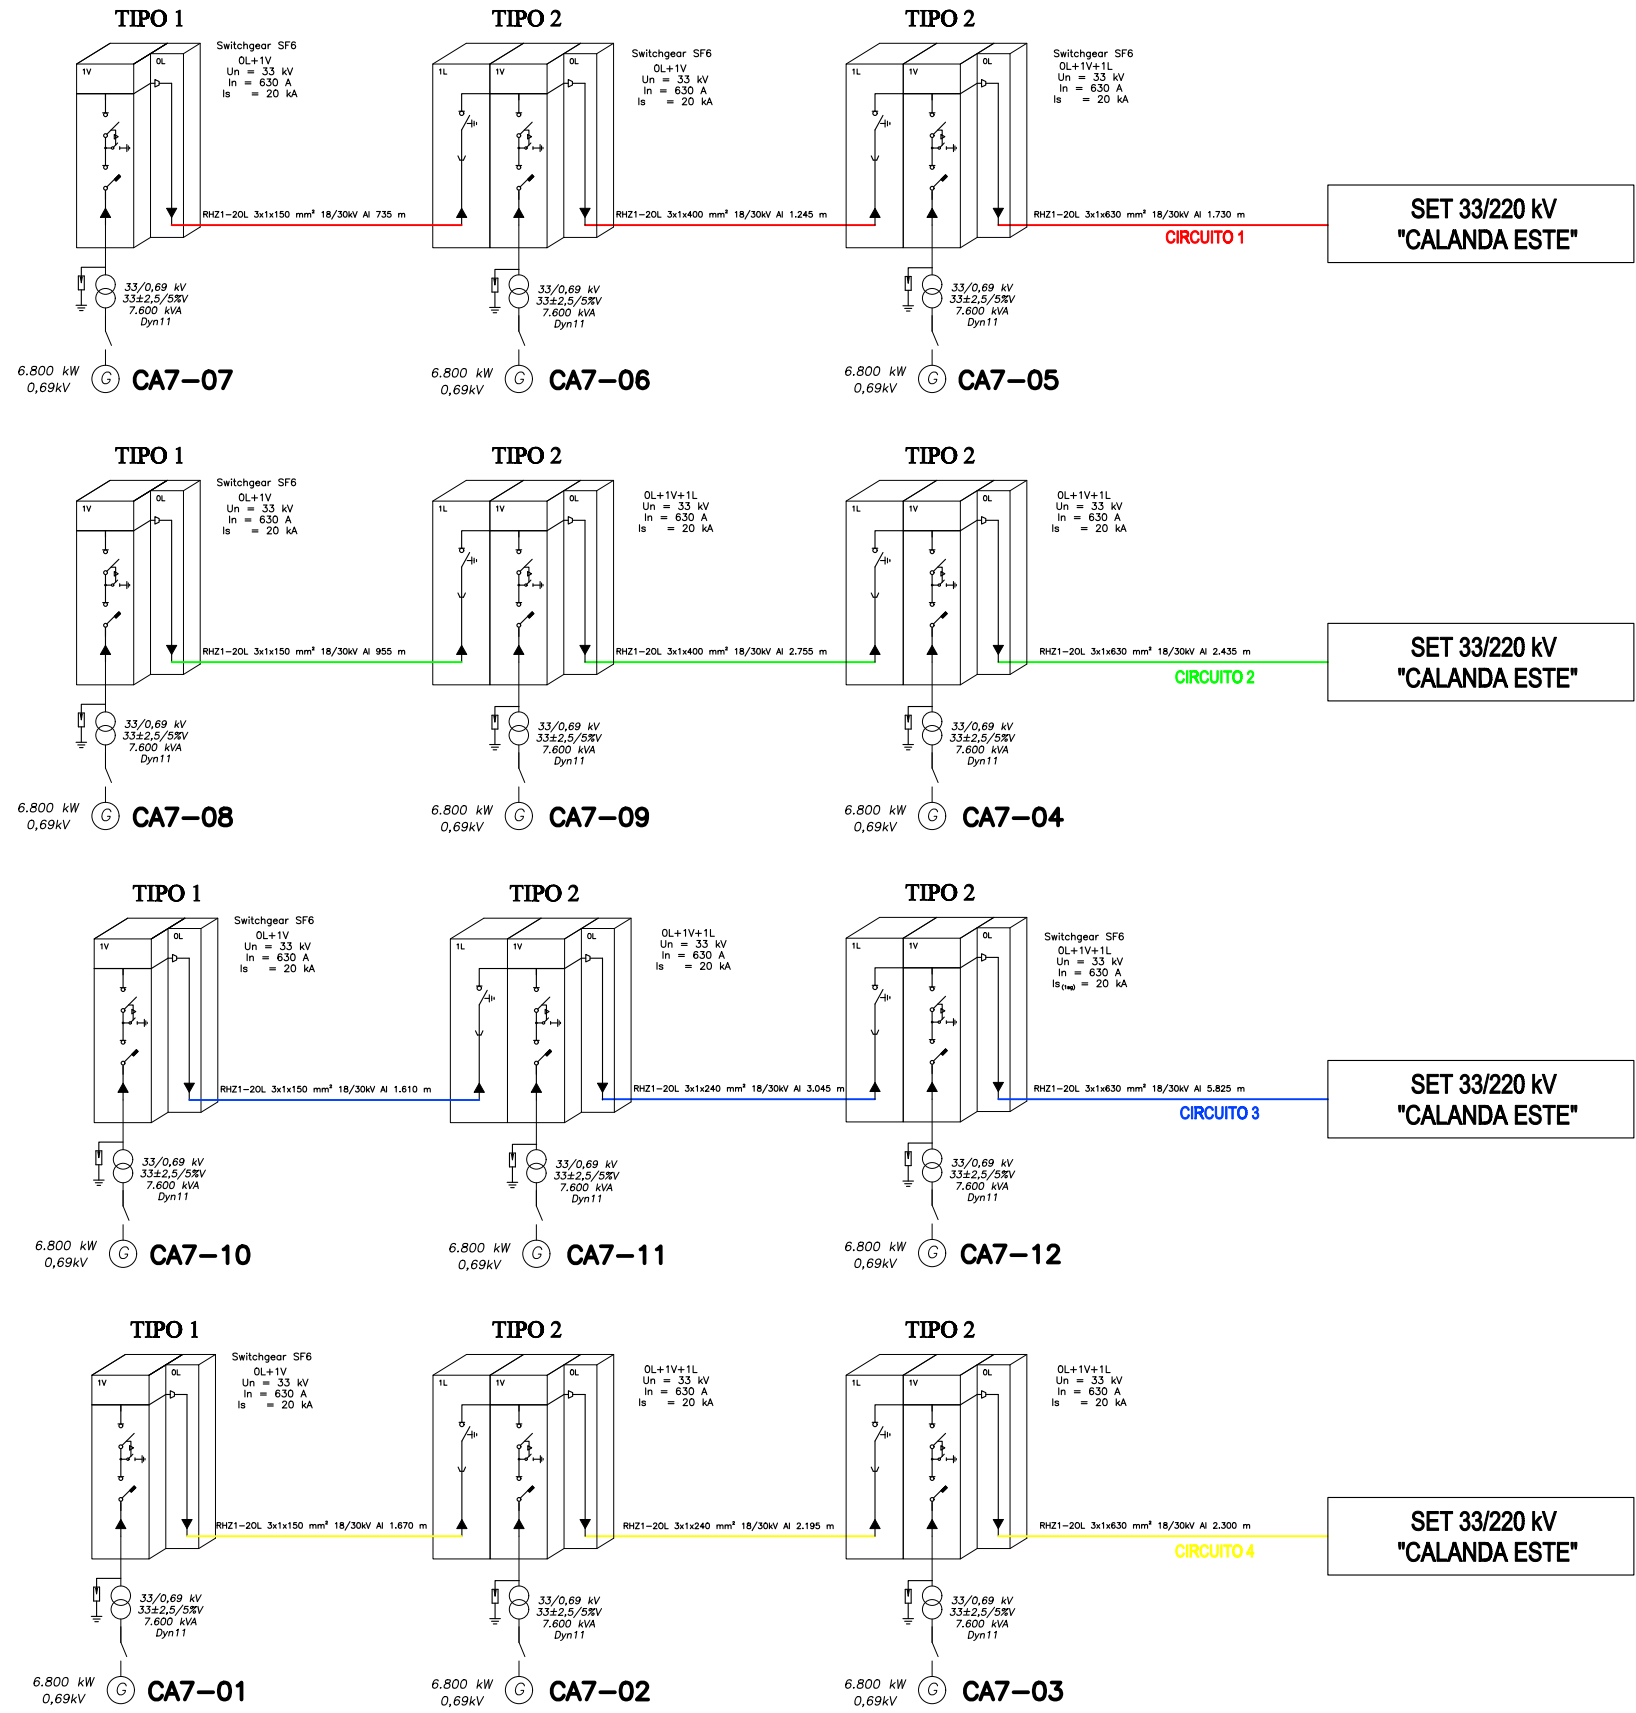 TIPO 1
1V
0L
Switchgear SF6
0L+1V
Un = 33 kV
In = 630 A
Is = 20 kA
RHZ1-20L 3x1x150 mm² 18/30kV Al 735 m
33/0,69 kV
33±2,5/5%V
7.600 kVA
Dyn11
6.800 kW
0,69kV
G
CA7-07
TIPO 2
1L
1V
0L
Switchgear SF6
0L+1V
Un = 33 kV
In = 630 A
Is = 20 kA
RHZ1-20L 3x1x400 mm² 18/30kV Al 1.245 m
33/0,69 kV
33±2,5/5%V
7.600 kVA
Dyn11
6.800 kW
0,69kV
G
CA7-06
TIPO 2
1L
1V
0L
Switchgear SF6
0L+1V+1L
Un = 33 kV
In = 630 A
Is = 20 kA
RHZ1-20L 3x1x630 mm² 18/30kV Al 1.730 m
CIRCUITO 1
33/0,69 kV
33±2,5/5%V
7.600 kVA
Dyn11
6.800 kW
0,69kV
G
CA7-05
SET 33/220 kV
"CALANDA ESTE"
TIPO 1
1V
0L
Switchgear SF6
0L+1V
Un = 33 kV
In = 630 A
Is = 20 kA
RHZ1-20L 3x1x150 mm² 18/30kV Al 955 m
33/0,69 kV
33±2,5/5%V
7.600 kVA
Dyn11
6.800 kW
0,69kV
G
CA7-08
TIPO 2
1L
1V
0L
0L+1V+1L
Un = 33 kV
In = 630 A
Is = 20 kA
RHZ1-20L 3x1x400 mm² 18/30kV Al 2.755 m
33/0,69 kV
33±2,5/5%V
7.600 kVA
Dyn11
6.800 kW
0,69kV
G
CA7-09
TIPO 2
1L
1V
0L
0L+1V+1L
Un = 33 kV
In = 630 A
Is = 20 kA
RHZ1-20L 3x1x630 mm² 18/30kV Al 2.435 m
CIRCUITO 2
33/0,69 kV
33±2,5/5%V
7.600 kVA
Dyn11
6.800 kW
0,69kV
G
CA7-04
SET 33/220 kV
"CALANDA ESTE"
TIPO 1
1V
0L
Switchgear SF6
0L+1V
Un = 33 kV
In = 630 A
Is = 20 kA
RHZ1-20L 3x1x150 mm² 18/30kV Al 1.610 m
33/0,69 kV
33±2,5/5%V
7.600 kVA
Dyn11
6.800 kW
0,69kV
G
CA7-10
TIPO 2
1L
1V
0L
0L+1V+1L
Un = 33 kV
In = 630 A
Is = 20 kA
RHZ1-20L 3x1x240 mm² 18/30kV Al 3.045 m
33/0,69 kV
33±2,5/5%V
7.600 kVA
Dyn11
6.800 kW
0,69kV
G
CA7-11
TIPO 2
1L
1V
0L
Switchgear SF6
0L+1V+1L
Un = 33 kV
In = 630 A
Is(1sg) = 20 kA
RHZ1-20L 3x1x630 mm² 18/30kV Al 5.825 m
CIRCUITO 3
33/0,69 kV
33±2,5/5%V
7.600 kVA
Dyn11
6.800 kW
0,69kV
G
CA7-12
SET 33/220 kV
"CALANDA ESTE"
TIPO 1
1V
0L
Switchgear SF6
0L+1V
Un = 33 kV
In = 630 A
Is = 20 kA
RHZ1-20L 3x1x150 mm² 18/30kV Al 1.670 m
33/0,69 kV
33±2,5/5%V
7.600 kVA
Dyn11
6.800 kW
0,69kV
G
CA7-01
TIPO 2
1L
1V
0L
0L+1V+1L
Un = 33 kV
In = 630 A
Is = 20 kA
RHZ1-20L 3x1x240 mm² 18/30kV Al 2.195 m
33/0,69 kV
33±2,5/5%V
7.600 kVA
Dyn11
6.800 kW
0,69kV
G
CA7-02
TIPO 2
1L
1V
0L
0L+1V+1L
Un = 33 kV
In = 630 A
Is = 20 kA
RHZ1-20L 3x1x630 mm² 18/30kV Al 2.300 m
CIRCUITO 4
33/0,69 kV
33±2,5/5%V
7.600 kVA
Dyn11
6.800 kW
0,69kV
G
CA7-03
SET 33/220 kV
"CALANDA ESTE"